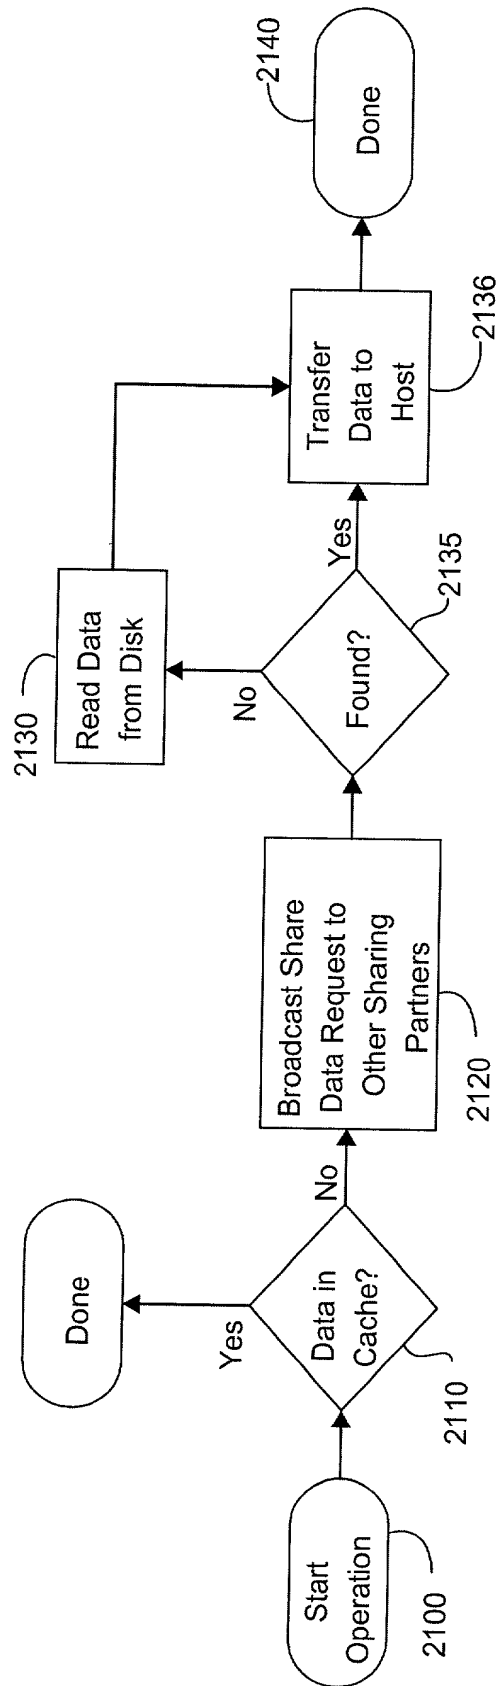 Start
Operation
2100
Data in
Cache?
2110
Yes
Done
No
Broadcast Share
Data Request to
Other Sharing
Partners
2120
Found?
2135
No
Read Data
from Disk
2130
Yes
Transfer
Data to
Host
2136
Done
2140